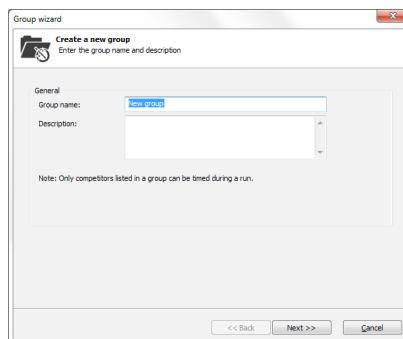 Group wizard
Create a new group
Enter the group name and description
General
Group name:
New group
Description:
Note: Only competitors listed in a group can be timed during a run.
<< Back
Next >>
Cancel